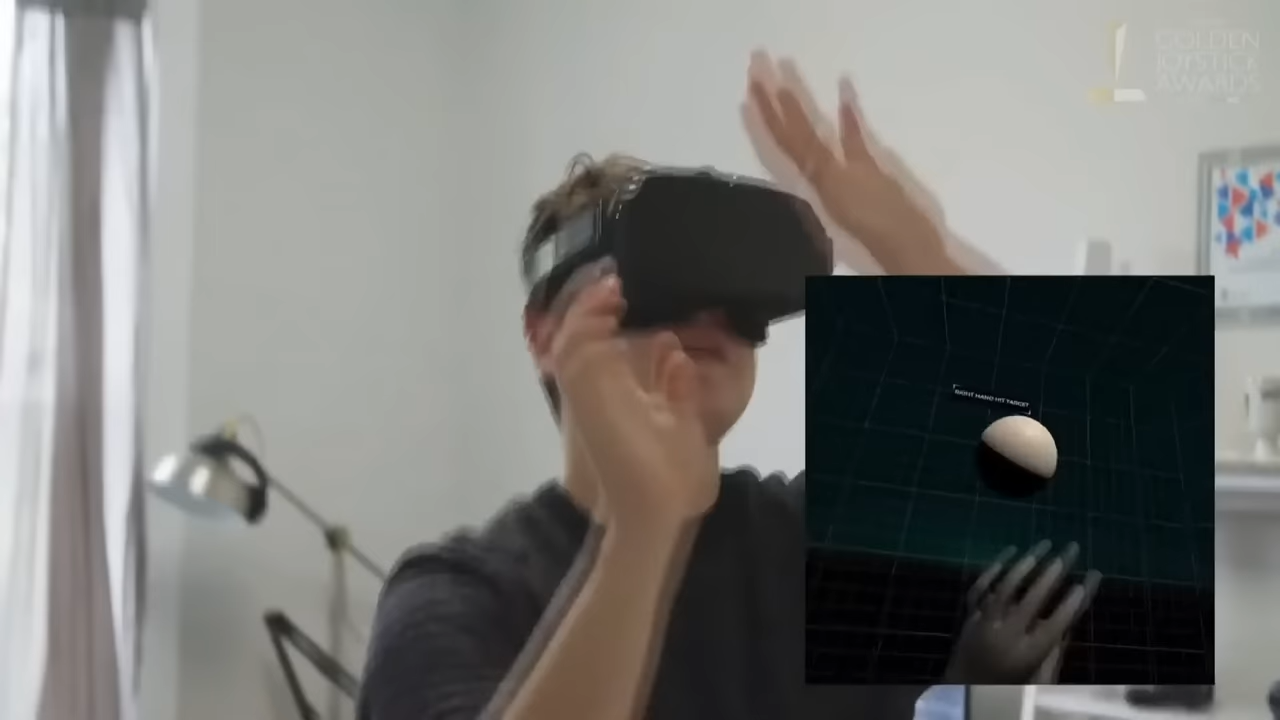 GOLDEN
JOYSTICK
AWARDS
RIGHT HAND HIT TARGET